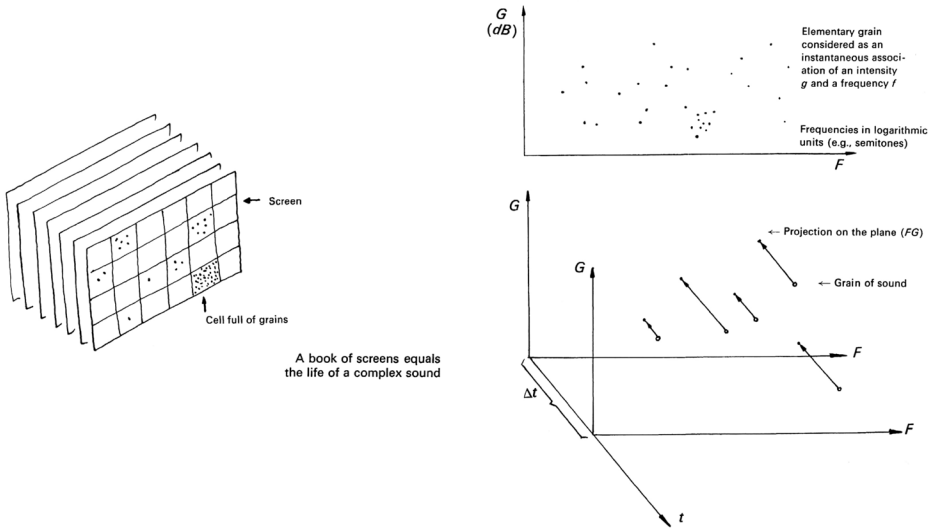 Screen
Cell full of grains
A book of screens equals
the life of a complex sound
G
(dB)
Elementary grain
considered as an
instantaneous associ-
ation of an intensity
g and a frequency f
Frequencies in logarithmic
units (e.g., semitones)
F
G
← Projection on the plane (FG)
G
← Grain of sound
F
Δt
F
t